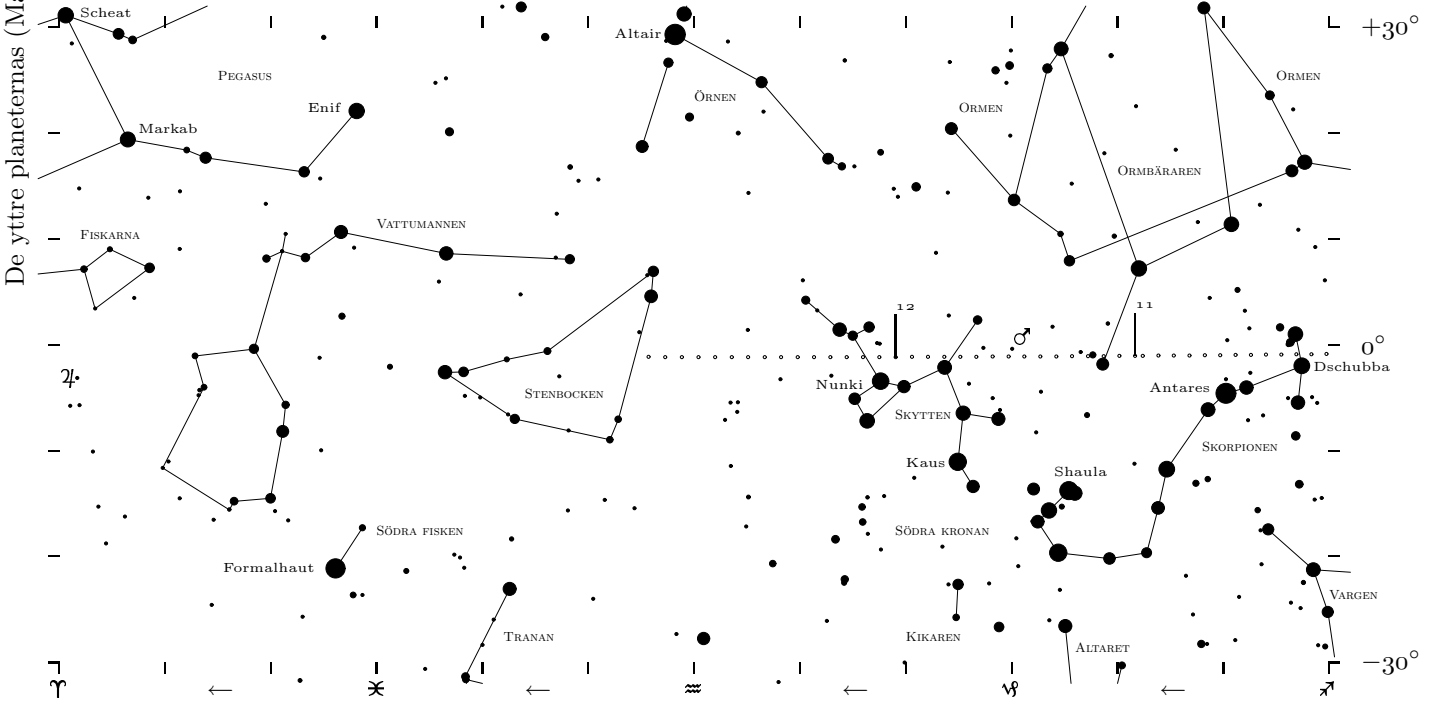 De yttre planeternas (Ma
Scheat
Altair
+30°
PEGASUS
ORMEN
ÖRNEN
Enif
ORMEN
Markab
ORMBÄRAREN
VATTUMANNEN
FISKARNA
12
11
♂
0°
Dschubba
♃
Nunki
Antares
STENBOCKEN
SKYTTEN
SKORPIONEN
Kaus
Shaula
SÖDRA FISKEN
SÖDRA KRONAN
Formalhaut
VARGEN
TRANAN
KIKAREN
ALTARET
−30°
♈ ← ♓ ← ♒ ← ♑ ← ♐